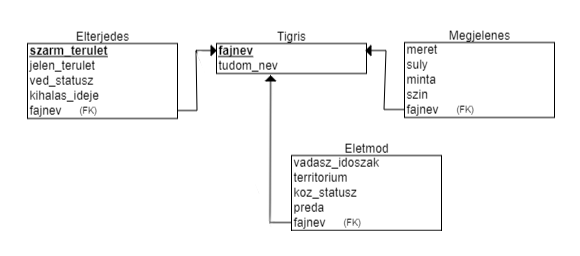 Elterjedes
szarm_terulet
jelen_terulet
ved_statusz
kihalas_ideje
fajnev (FK)
Tigris
fajnev
tudom_nev
Megjelenes
meret
suly
minta
szin
fajnev (FK)
Eletmod
vadasz_idoszak
territorium
koz_statusz
preda
fajnev (FK)